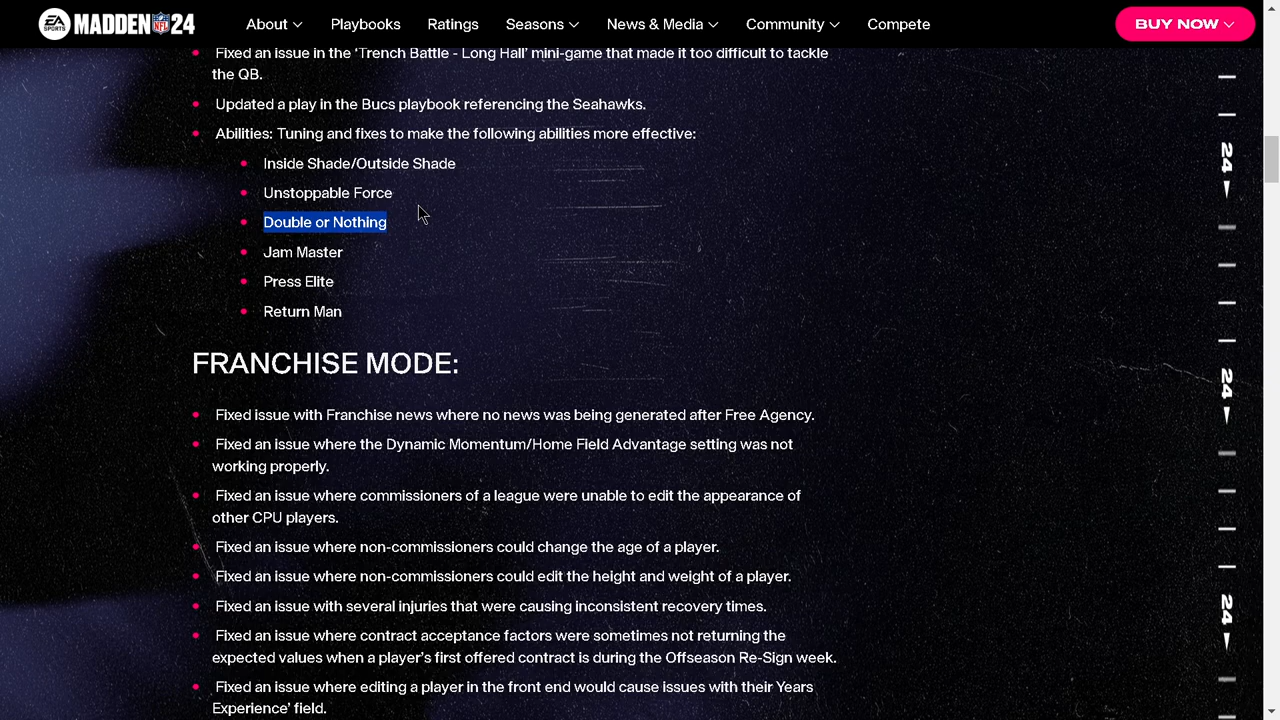 EA SPORTS MADDEN NFL 24 About Playbooks Ratings Seasons News & Media ommunity Compete BUY NOW
Fixed an issue in the ‘Trench Battle - Long Hall’ mini-game that made it too difficult to tackle
the QB.
Updated a play in the Bucs playbook referencing the Seahawks.
Abilities: Tuning and fixes to make the following abilities more effective:
Inside Shade/Outside Shade
Unstoppable Force
Double or Nothing
Jam Master
Press Elite
Return Man
FRANCHISE MODE:
Fixed issue with Franchise news where no news was being generated after Free Agency.
Fixed an issue where the Dynamic Momentum/Home Field Advantage setting was not
working properly.
Fixed an issue where commissioners of a league were unable to edit the appearance of
other CPU players.
Fixed an issue where non-commissioners could change the age of a player.
Fixed an issue where non-commissioners could edit the height and weight of a player.
Fixed an issue with several injuries that were causing inconsistent recovery times.
Fixed an issue where contract acceptance factors were sometimes not returning the
expected values when a player’s first offered contract is during the Offseason Re-Sign week.
Fixed an issue where editing a player in the front end would cause issues with their Years
Experience’ field.
24
24
24